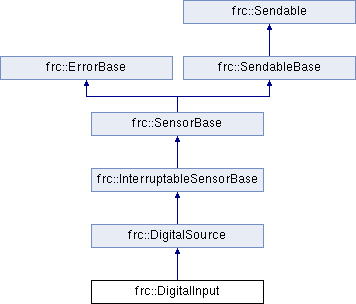 frc::Sendable
frc::ErrorBase
frc::SendableBase
frc::SensorBase
frc::InterruptableSensorBase
frc::DigitalSource
frc::DigitalInput